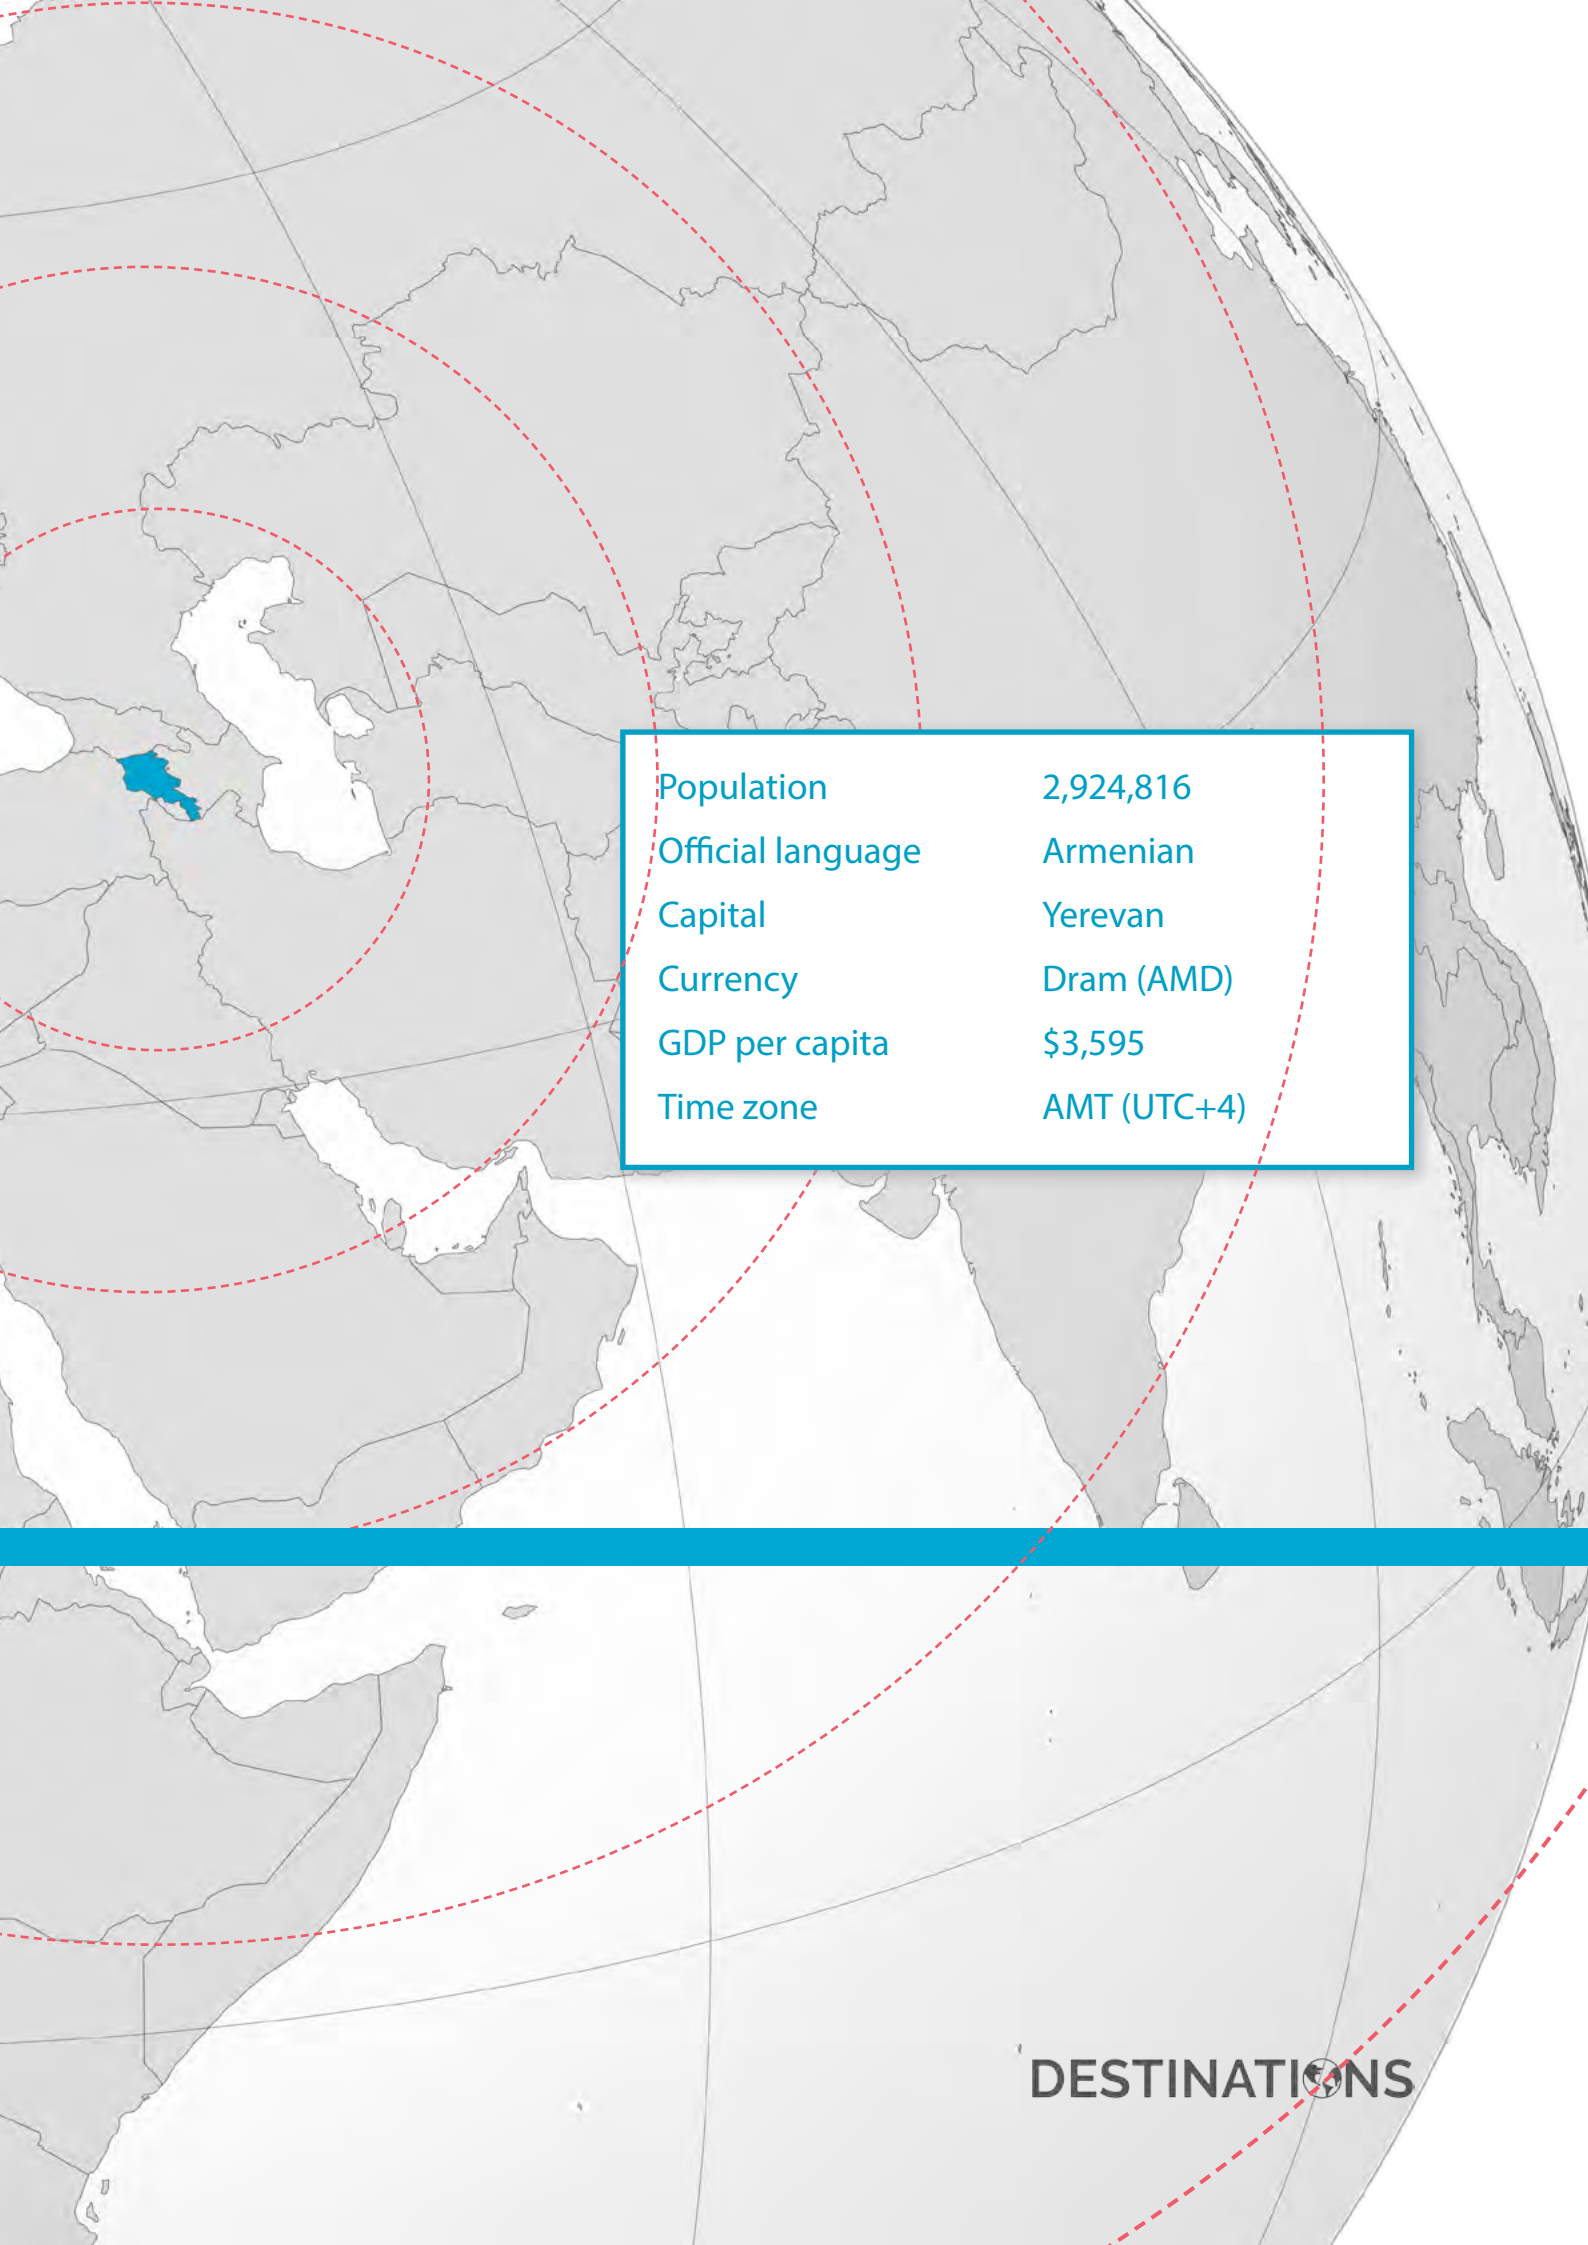 Population 2,924,816
Official language Armenian
Capital Yerevan
Currency Dram (AMD)
GDP per capita $3,595
Time zone AMT (UTC+4)
DESTINATIONS